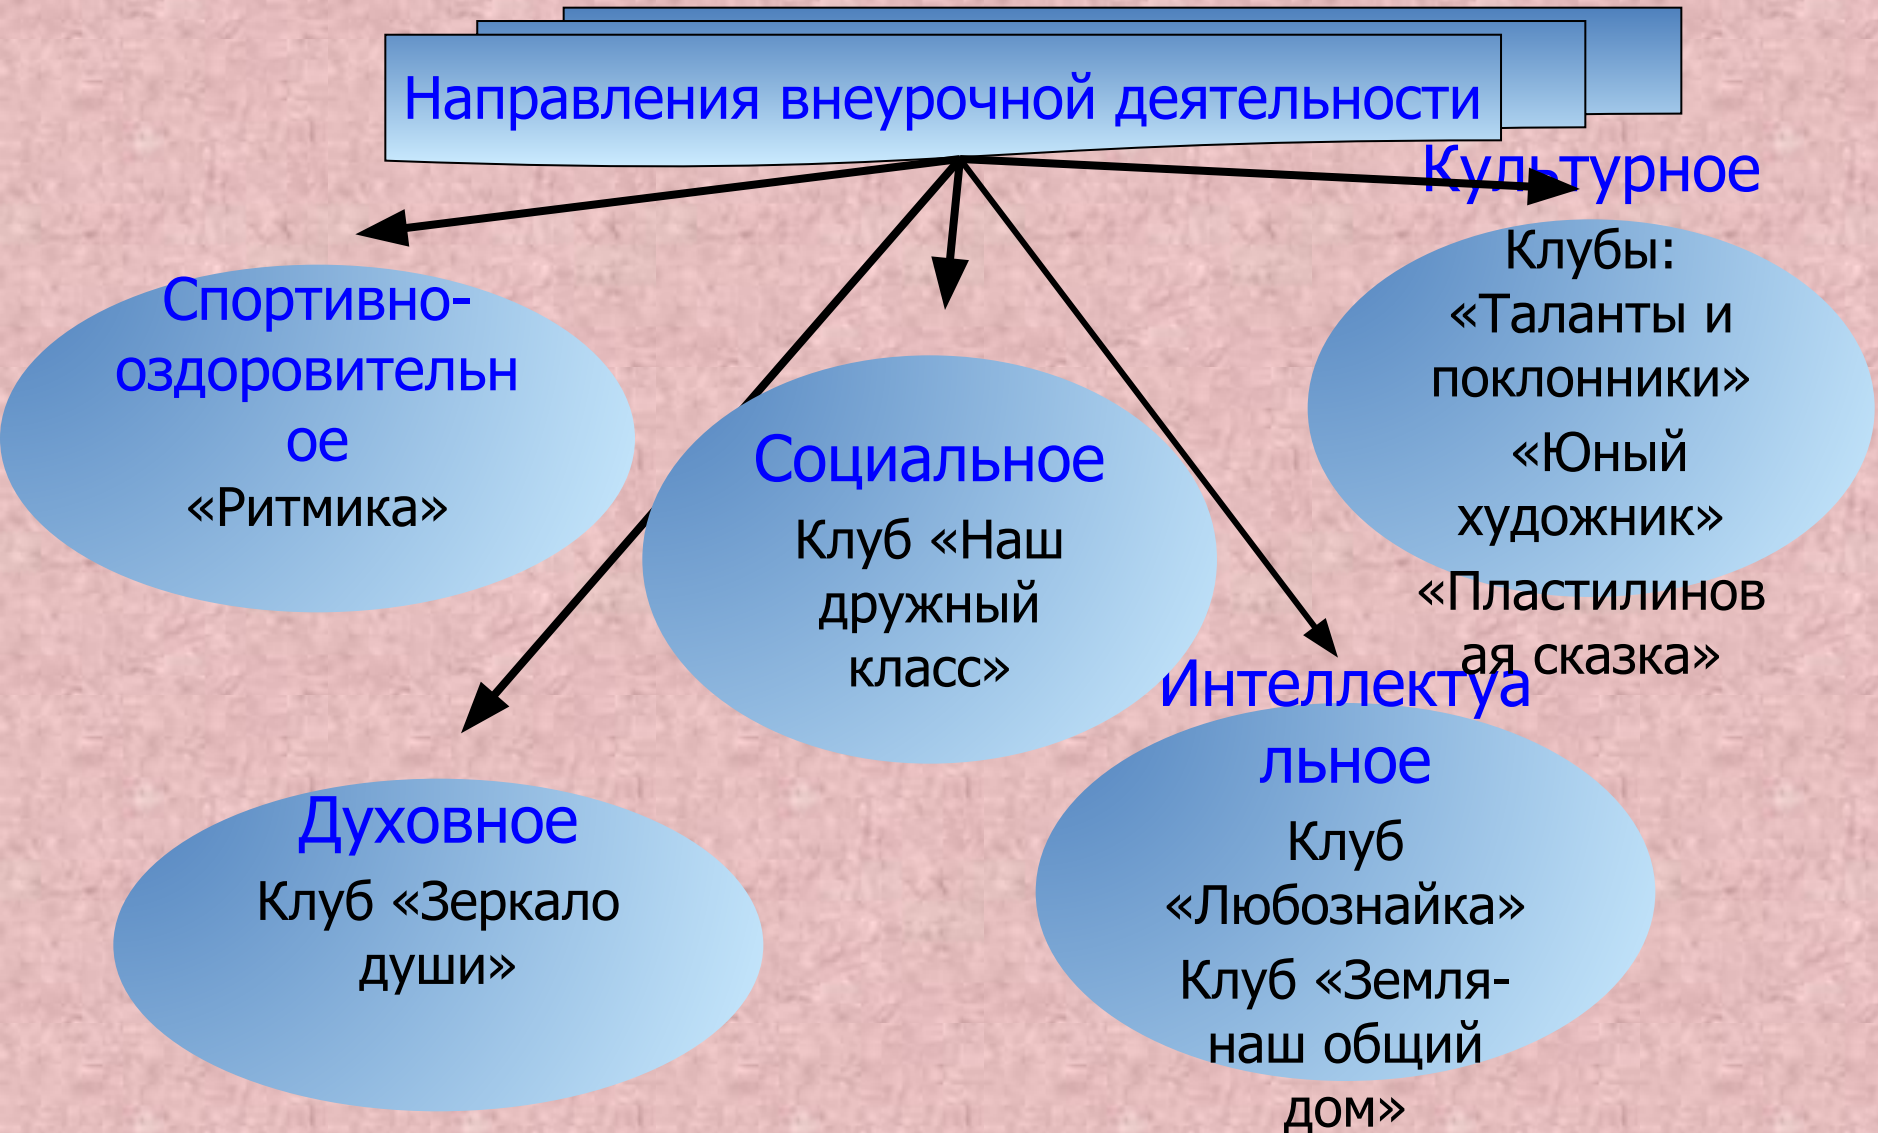 Направления внеурочной деятельности
Спортивно-
оздоровительн
ое
«Ритмика»
Социальное
Клуб «Наш
дружный
класс»
Культурное
Клубы:
«Таланты и
поклонники»
«Юный
художник»
«Пластилинов
ая сказка»
Духовное
Клуб «Зеркало
души»
Интеллектуа
льное
Клуб
«Любознайка»
Клуб «Земля-
наш общий
дом»